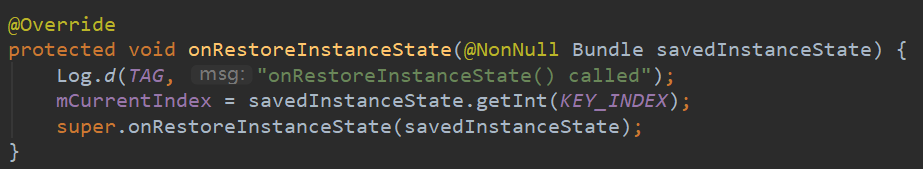 @Override
protected void onRestoreInstanceState(@NonNull Bundle savedInstanceState) {
    Log.d(TAG, msg: "onRestoreInstanceState() called");
    mCurrentIndex = savedInstanceState.getInt(KEY_INDEX);
    super.onRestoreInstanceState(savedInstanceState);
}